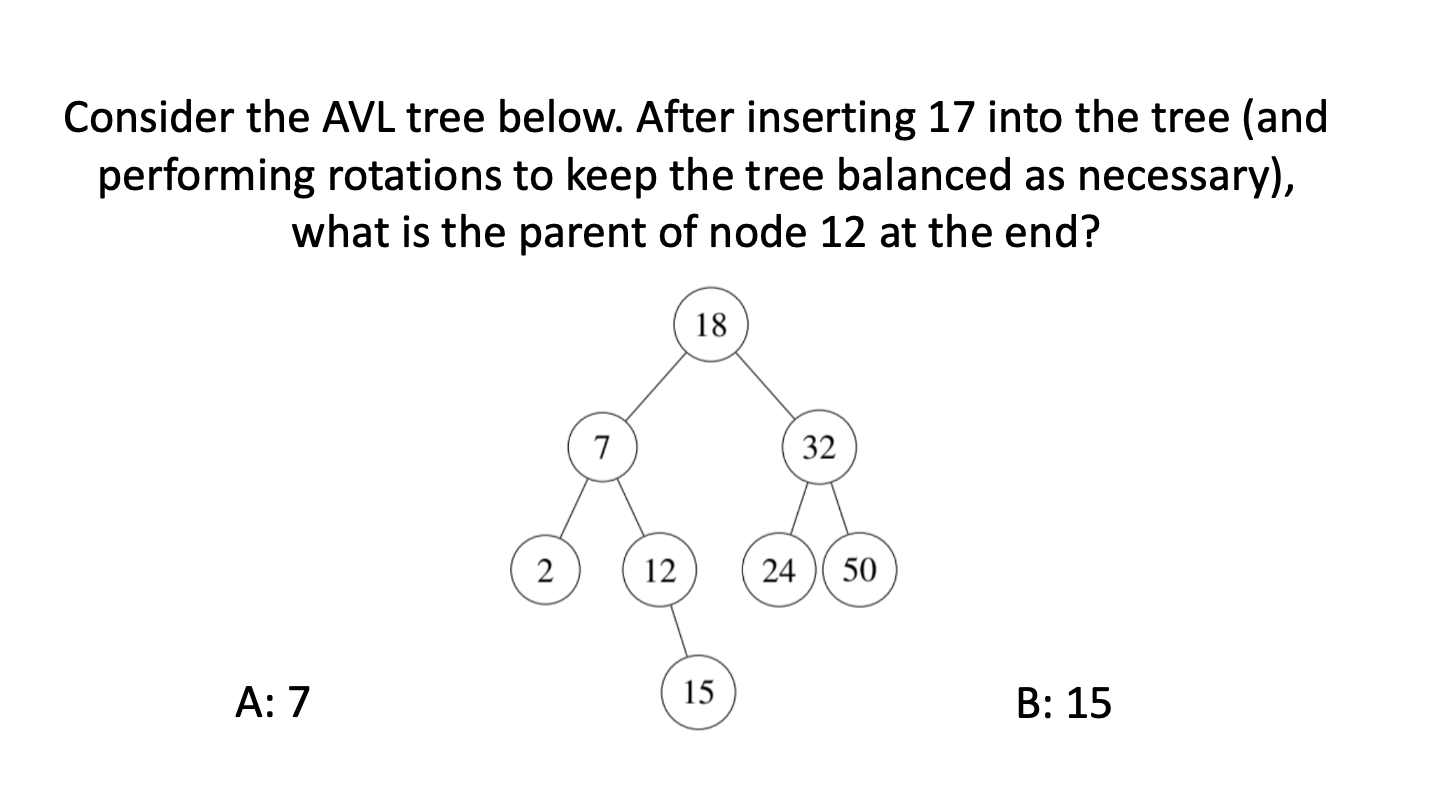 Consider the AVL tree below. After inserting 17 into the tree (and
performing rotations to keep the tree balanced as necessary),
what is the parent of node 12 at the end?
18
7 32
2 12 24 50
15
A: 7 B: 15